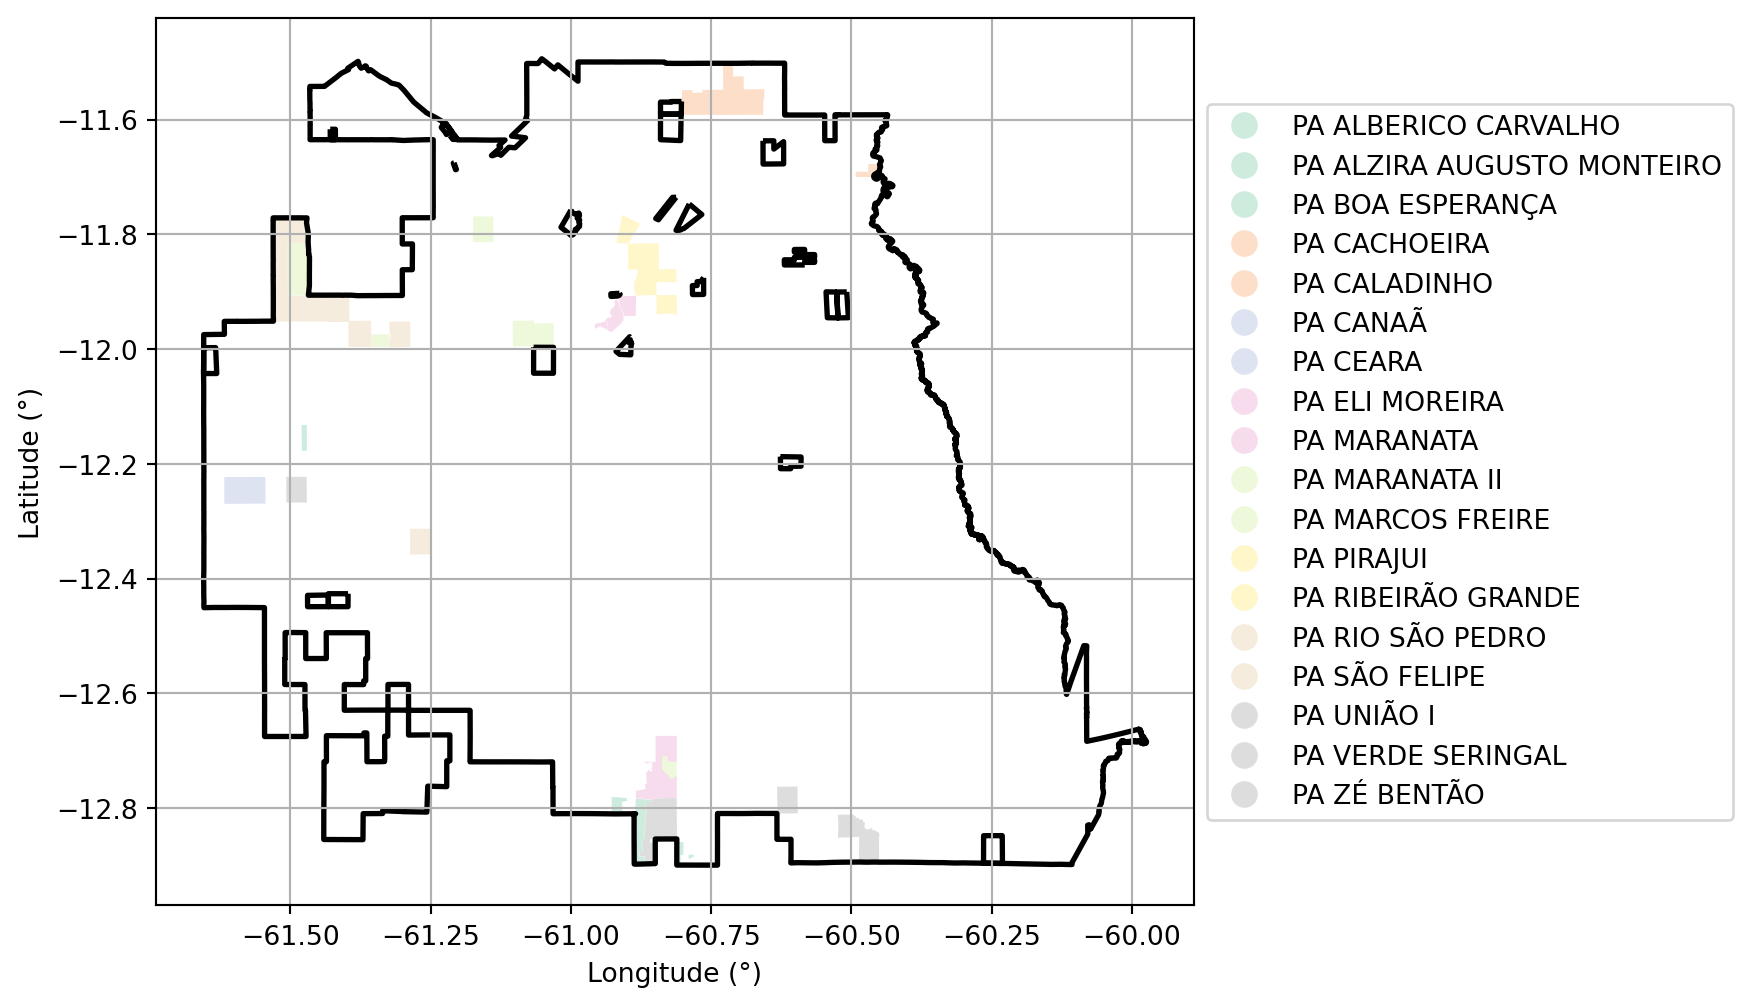 −11.6
−11.8
−12.0
−12.2
−12.4
−12.6
−12.8
Latitude (°)
−61.50 −61.25 −61.00 −60.75 −60.50 −60.25 −60.00
Longitude (°)
PA ALBERICO CARVALHO
PA ALZIRA AUGUSTO MONTEIRO
PA BOA ESPERANÇA
PA CACHOEIRA
PA CALADINHO
PA CANAÃ
PA CEARA
PA ELI MOREIRA
PA MARANATA
PA MARANATA II
PA MARCOS FREIRE
PA PIRAJUI
PA RIBEIRÃO GRANDE
PA RIO SÃO PEDRO
PA SÃO FELIPE
PA UNIÃO I
PA VERDE SERINGAL
PA ZÉ BENTÃO